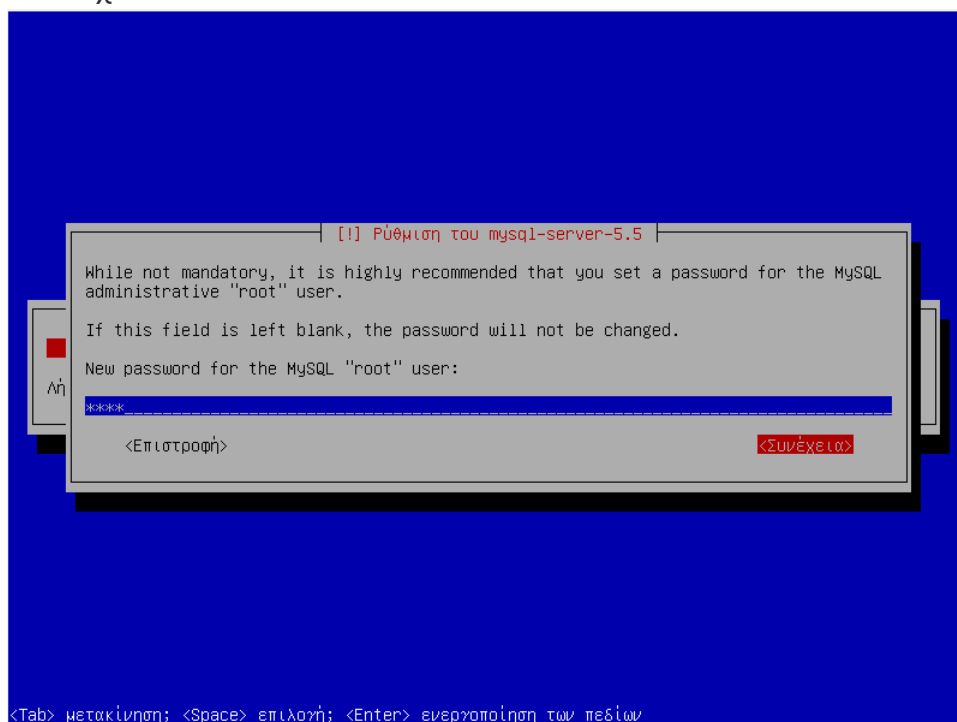 [!] Ρύθμιση του mysql-server-5.5
While not mandatory, it is highly recommended that you set a password for the MySQL
administrative "root" user.
If this field is left blank, the password will not be changed.
New password for the MySQL "root" user:
Λή
****
<Επιστροφή> <Συνέχεια>
<Tab> μετακίνηση; <Space> επιλογή; <Enter> ενεργοποίηση των πεδίων